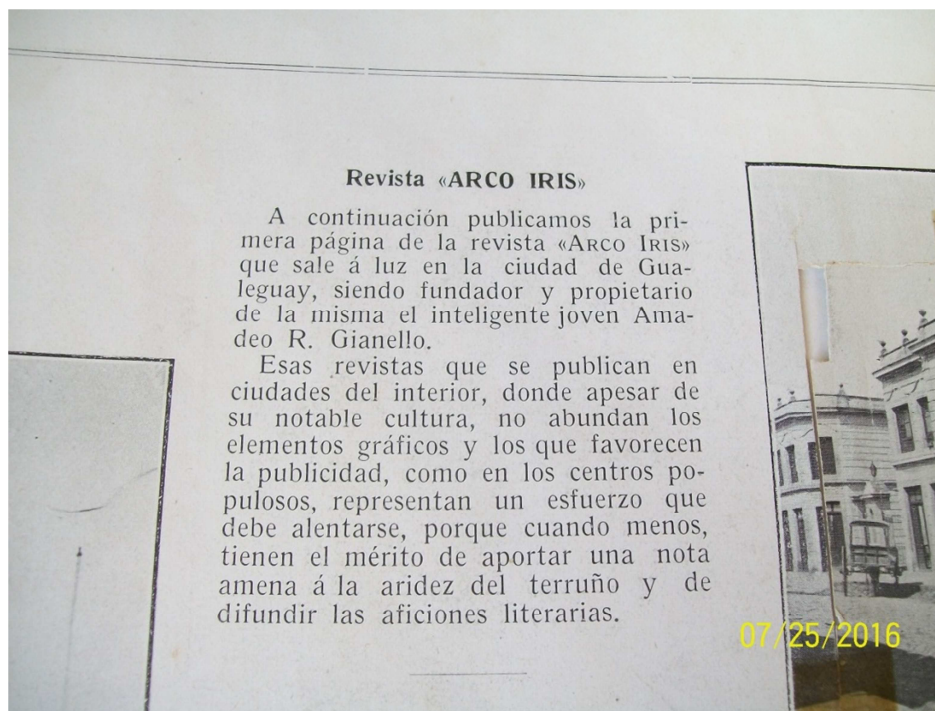 Revista «ARCO IRIS»
A continuación publicamos la pri-
mera página de la revista «ARCO IRIS»
que sale á luz en la ciudad de Gua-
leguay, siendo fundador y propietario
de la misma el inteligente joven Ama-
deo R. Gianello.
Esas revistas que se publican en
ciudades del interior, donde apesar de
su notable cultura, no abundan los
elementos gráficos y los que favorecen
la publicidad, como en los centros po-
pulosos, representan un esfuerzo que
debe alentarse, porque cuando menos,
tienen el mérito de aportar una nota
amena á la aridez del terruño y de
difundir las aficiones literarias.
07/25/2016